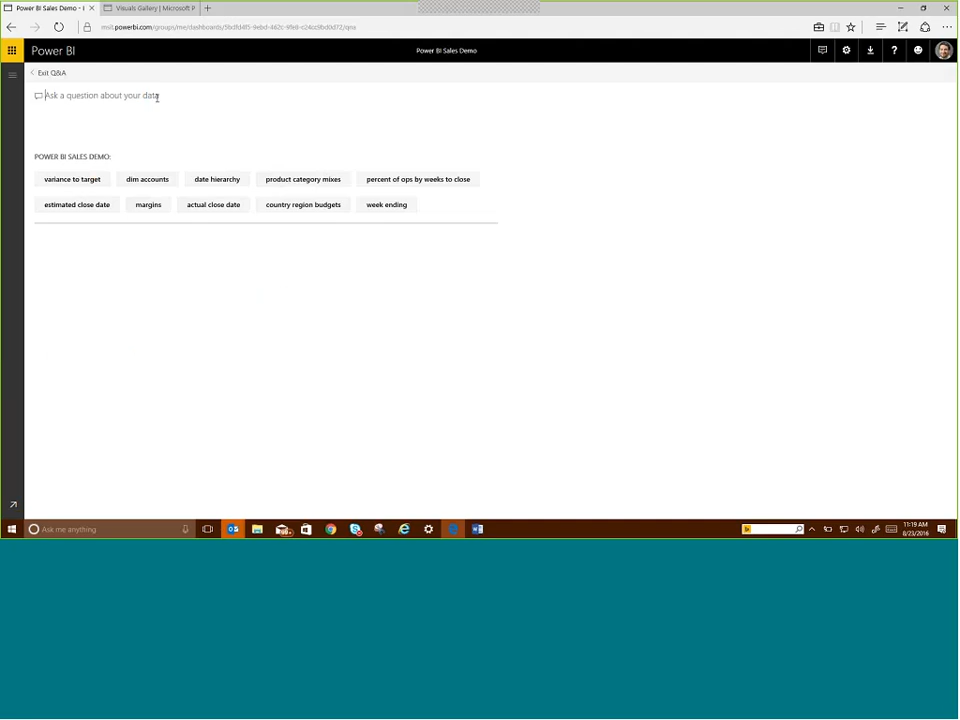 Power BI Sales Demo -
Visuals Gallery | Microsoft P
Power BI
Power BI Sales Demo
Exit Q&A
Ask a question about your data
POWER BI SALES DEMO:
variance to target
dim accounts
date hierarchy
product category mixes
percent of ops by weeks to close
estimated close date
margins
actual close date
country region budgets
week ending
Ask me anything
11:19 AM
8/23/2016